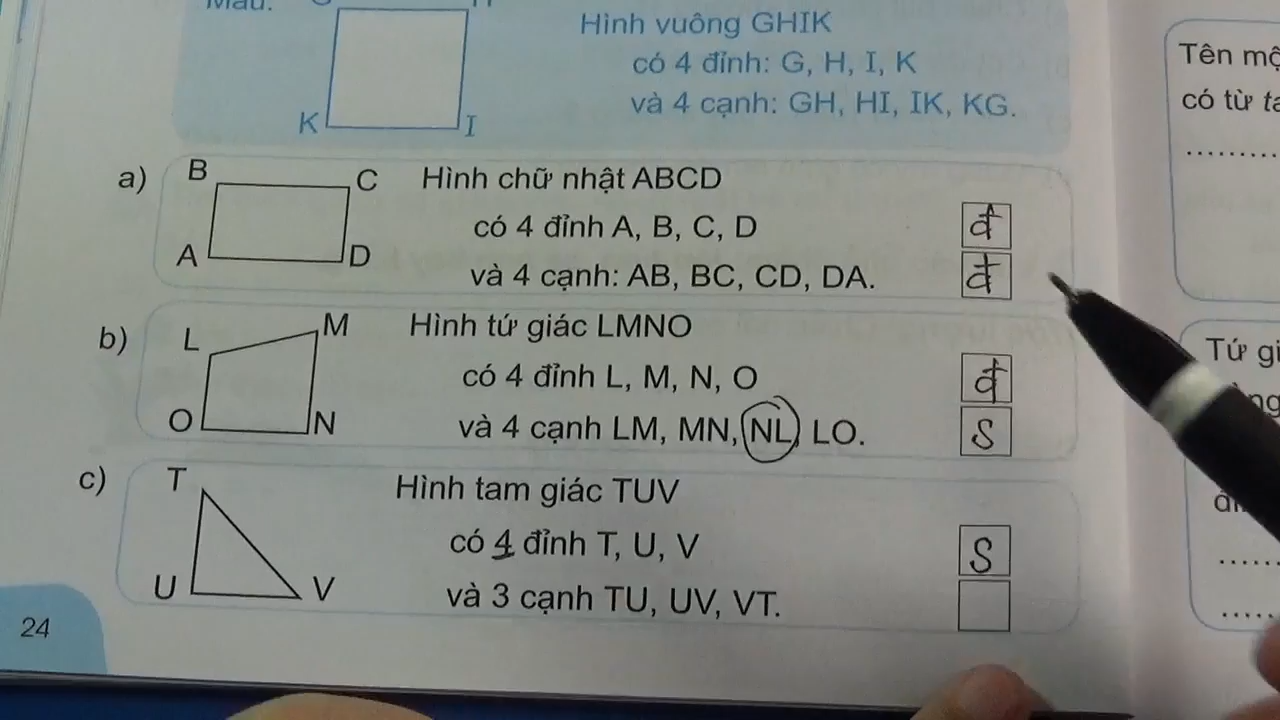 Mẫu:
K
I
Hình vuông GHIK
có 4 đỉnh: G, H, I, K
và 4 cạnh: GH, HI, IK, KG.
a)
B
C
A
D
Hình chữ nhật ABCD
có 4 đỉnh A, B, C, D đ
và 4 cạnh: AB, BC, CD, DA. đ
b)
L
M
O
N
Hình tứ giác LMNO
có 4 đỉnh L, M, N, O đ
và 4 cạnh LM, MN, NL, LO. S
c)
T
U
V
Hình tam giác TUV
có 4 đỉnh T, U, V S
và 3 cạnh TU, UV, VT.
24
Tên
có từ
Tứ